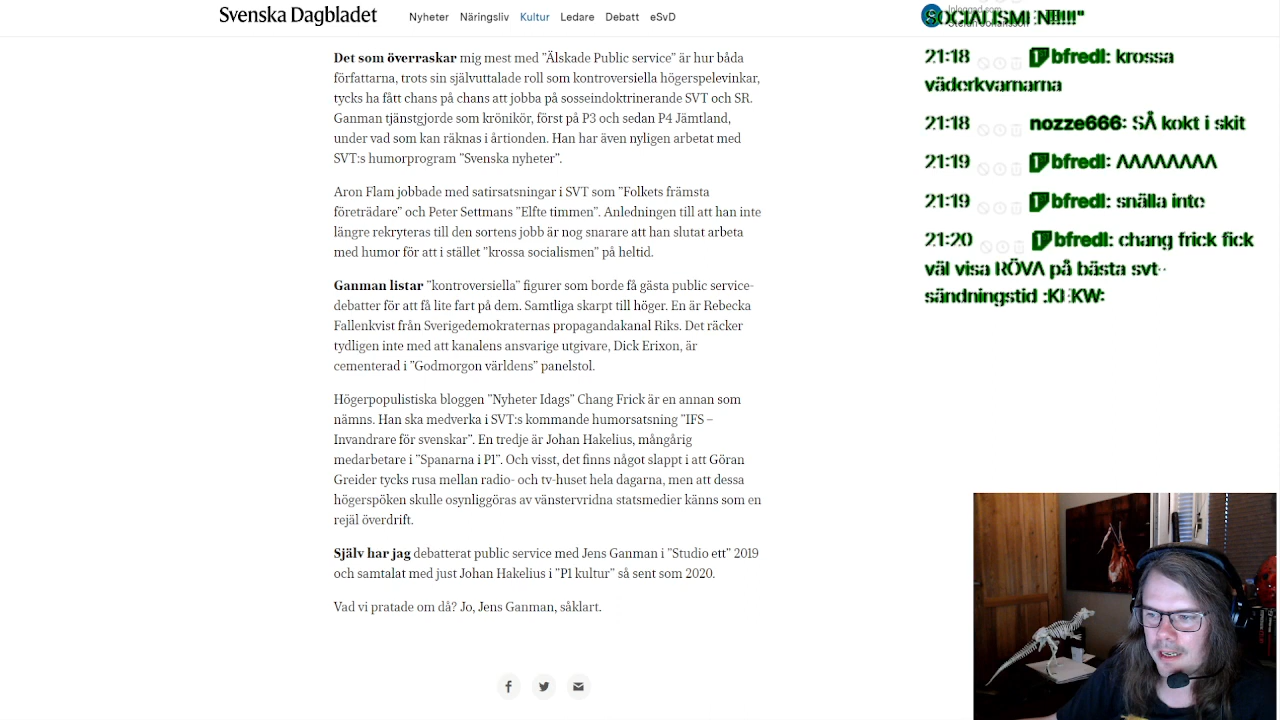 Svenska Dagbladet
Nyheter Näringsliv Kultur Ledare Debatt eSvD
Det som överraskar mig mest med ”Älskade Public service” är hur båda
författarna, trots sin självuttalade roll som kontroversiella högerspelevinkar,
tycks ha fått chans på chans att jobba på sosseindoktrinerande SVT och SR.
Ganman tjänstgjorde som krönikör, först på P3 och sedan P4 Jämtland,
under vad som kan räknas i årtionden. Han har även nyligen arbetat med
SVT:s humorprogram ”Svenska nyheter”.
Aron Flam jobbade med satirsatsningar i SVT som ”Folkets främsta
företrädare” och Peter Settmans ”Elfte timmen”. Anledningen till att han inte
längre rekryteras till den sortens jobb är nog snarare att han slutat arbeta
med humor för att i stället ”krossa socialismen” på heltid.
Ganman listar ”kontroversiella” figurer som borde få gästa public service-
debatter för att få lite fart på dem. Samtliga skarpt till höger. En är Rebecka
Fallenkvist från Sverigedemokraternas propagandakanal Riks. Det räcker
tydligen inte med att kanalens ansvarige utgivare, Dick Erixon, är
cementerad i ”Godmorgon världens” panelstol.
Högerpopulistiska bloggen ”Nyheter Idags” Chang Frick är en annan som
nämns. Han ska medverka i SVT:s kommande humorsatsning ”IFS –
Invandrare för svenskar”. En tredje är Johan Hakelius, mångårig
medarbetare i ”Spanarna i P1”. Och visst, det finns något slappt i att Göran
Greider tycks rusa mellan radio- och tv-huset hela dagarna, men att dessa
högerspöken skulle osynliggöras av vänstervridna statsmedier känns som en
rejäl överdrift.
Själv har jag debatterat public service med Jens Ganman i ”Studio ett” 2019
och samtalat med just Johan Hakelius i ”P1 kultur” så sent som 2020.
Vad vi pratade om då? Jo, Jens Ganman, såklart.
21:18 bfredl: krossa
väderkvarnarna
21:18 nozze666: SÅ kokt i skit
21:19 bfredl: ΛΛΛΛΛΛΛΛ
21:19 bfredl: snälla inte
21:20 bfredl: chang frick fick
väl visa RÖVA på bästa svt
sändningstid